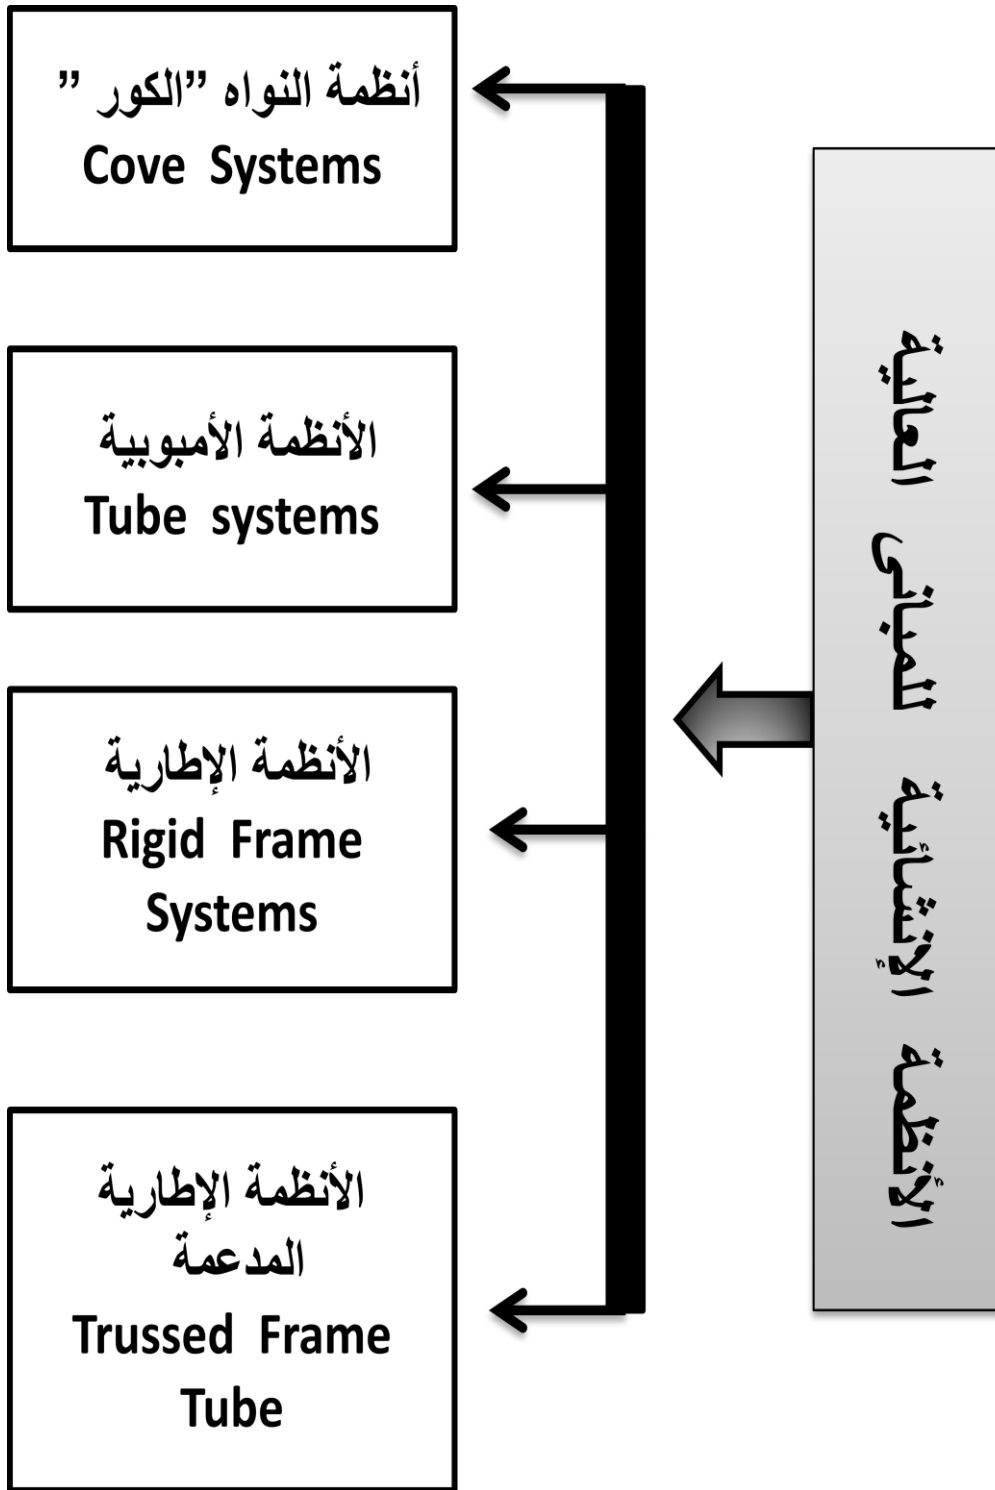 الأنظمة الإنشائية للمبانى العالية
أنظمة النواه ”الكور ”
Cove Systems
الأنظمة الأمبوبية
Tube systems
الأنظمة الإطارية
Rigid Frame
Systems
الأنظمة الإطارية
المدعمة
Trussed Frame
Tube